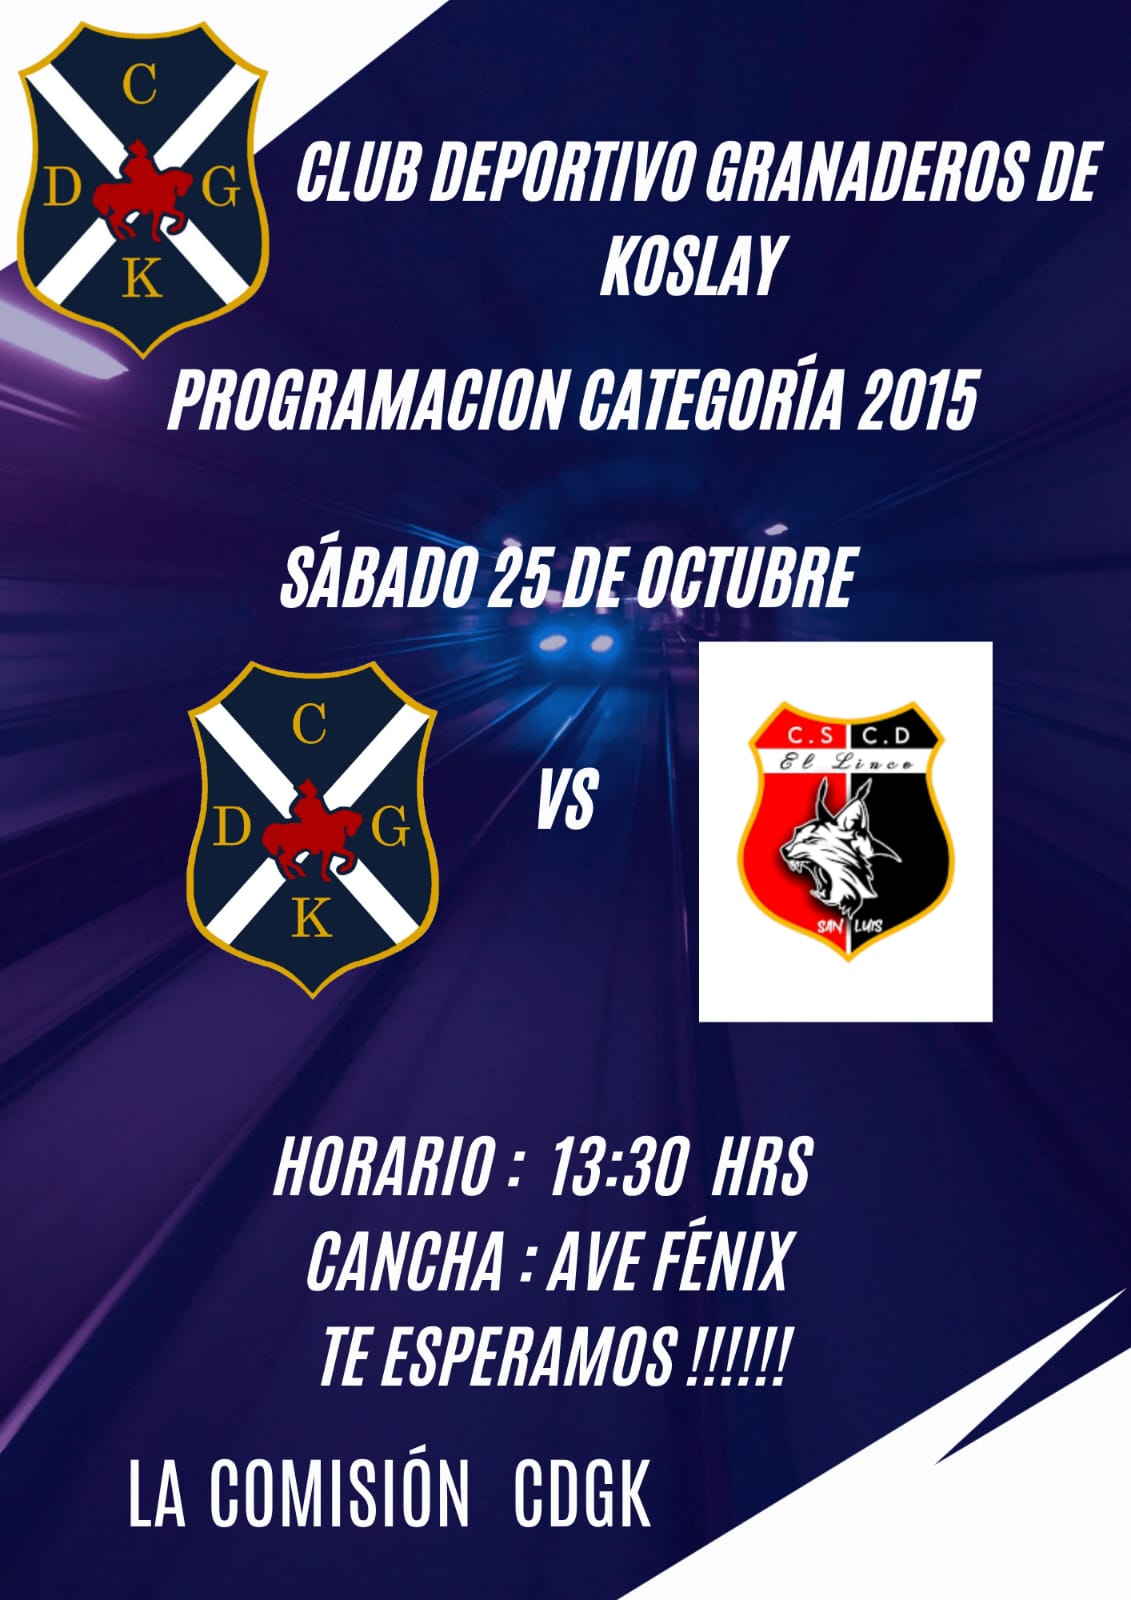 C
D G
K
CLUB DEPORTIVO GRANADEROS DE
KOSLAY
PROGRAMACION CATEGORÍA 2015
SÁBADO 25 DE OCTUBRE
C
D G
K
VS
C.S C.D
El Lince
SAN LUIS
HORARIO : 13:30 HRS
CANCHA : AVE FÉNIX
TE ESPERAMOS !!!!!!
LA COMISIÓN CDGK